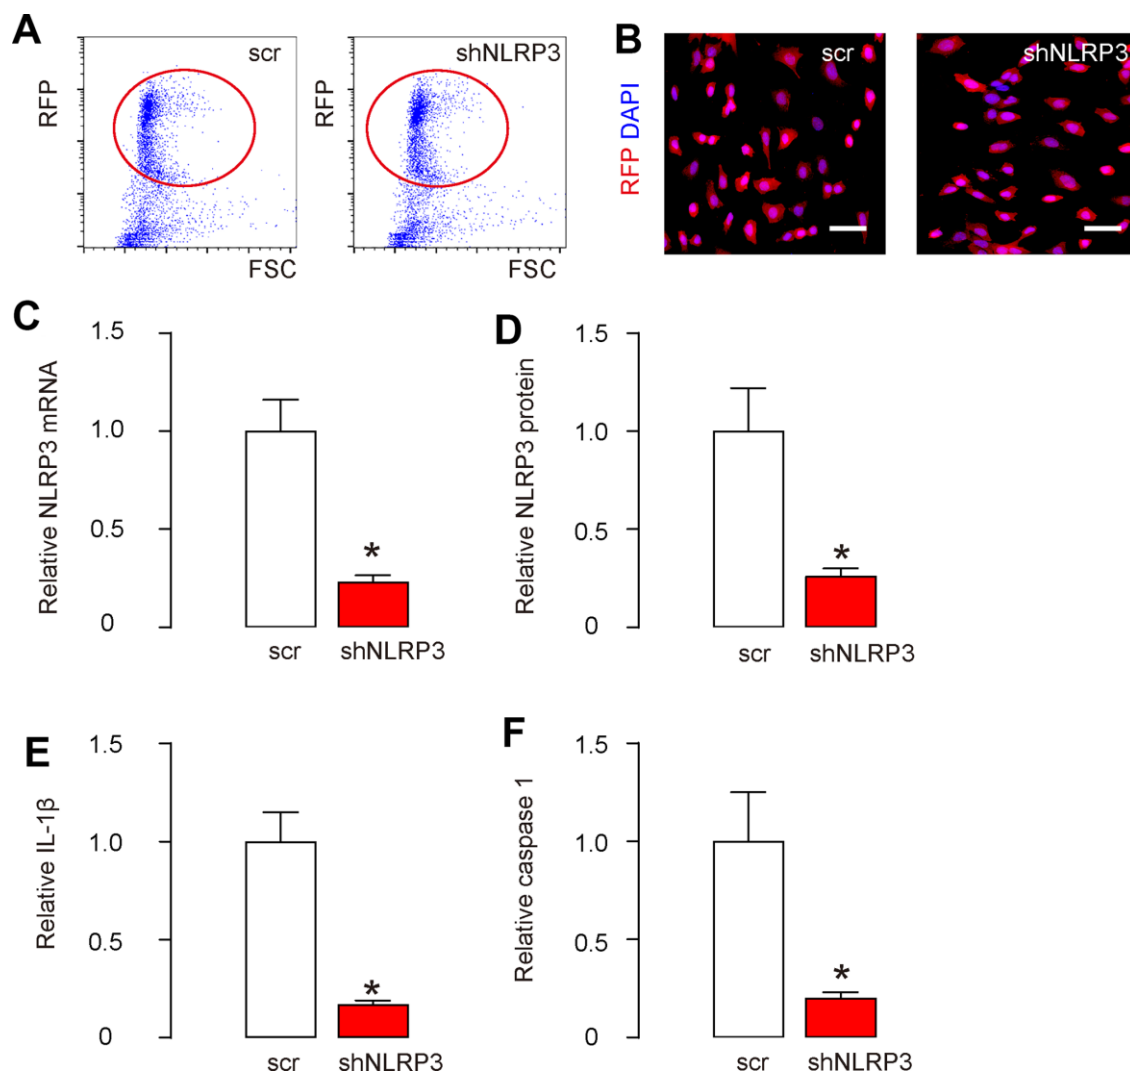 A
scr
RFP
FSC
shNLRP3
RFP
FSC
B
RFP DAPI
scr
shNLRP3
C
Relative NLRP3 mRNA
1.5
1.0
0.5
0
*
scr
shNLRP3
D
Relative NLRP3 protein
1.5
1.0
0.5
0
*
scr
shNLRP3
E
Relative IL-1β
1.5
1.0
0.5
0
*
scr
shNLRP3
F
Relative caspase 1
1.5
1.0
0.5
0
*
scr
shNLRP3